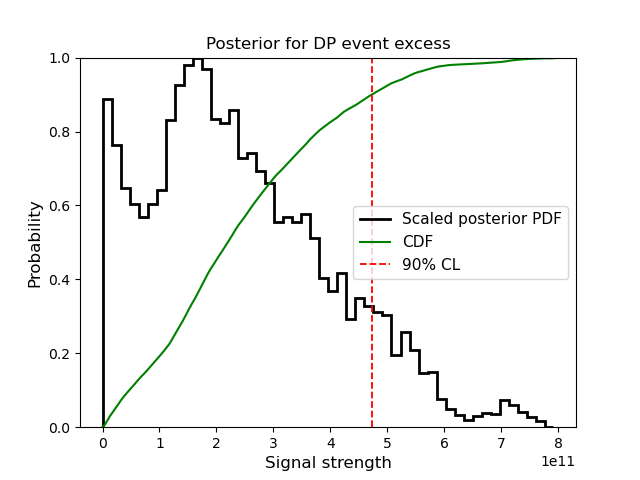 Posterior for DP event excess
1.0
0.8
0.6
0.4
0.2
0.0
Probability
Scaled posterior PDF
CDF
90% CL
0 1 2 3 4 5 6 7 8
1e11
Signal strength